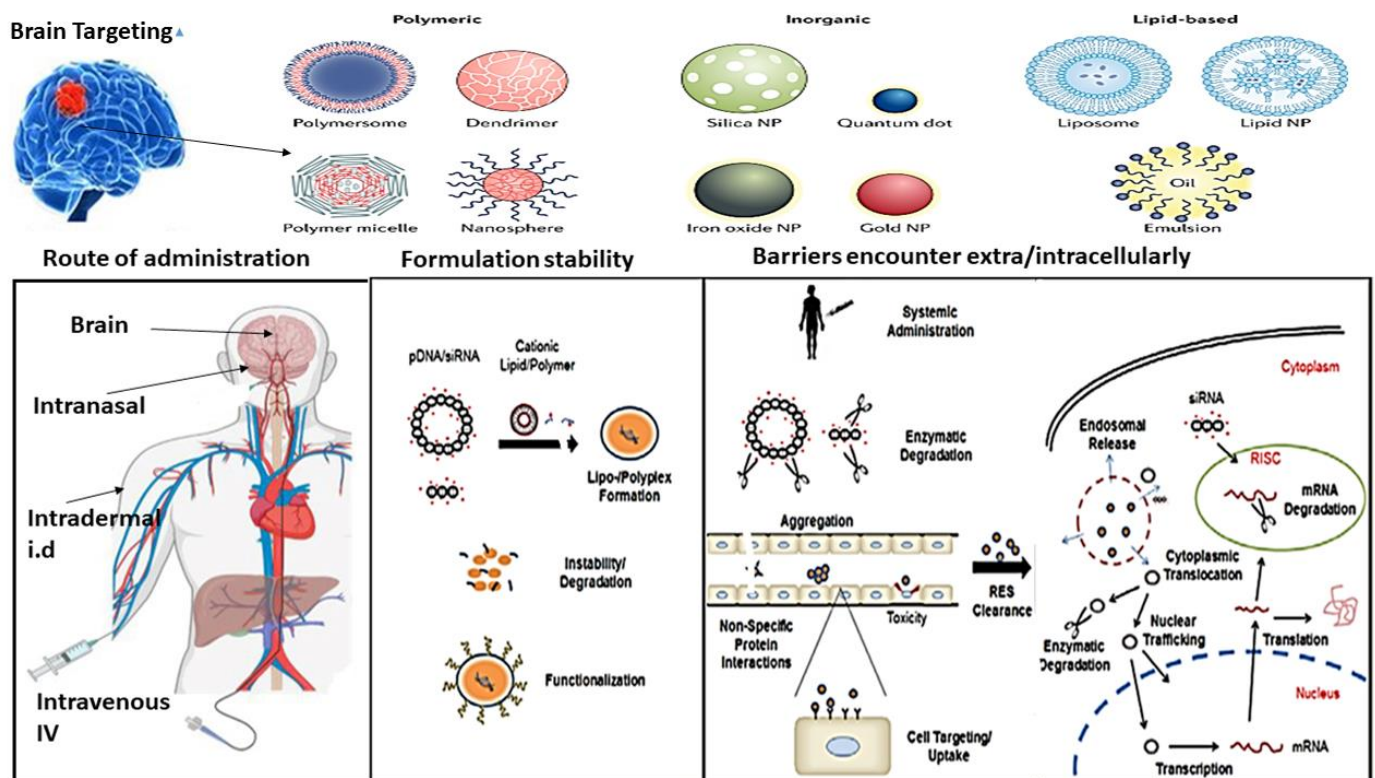 Brain Targeting
Polymeric
Inorganic
Lipid-based
Polymersome
Dendrimer
Silica NP
Quantum dot
Liposome
Lipid NP
Polymer micelle
Nanosphere
Iron oxide NP
Gold NP
Oil
Emulsion
Route of administration
Formulation stability
Barriers encounter extra/intracellularly
Brain
Intranasal
Intradermal
i.d
Intravenous
IV
pDNA/siRNA
Cationic
Lipid/Polymer
Lipo-/Polyplex
Formation
Instability/
Degradation
Functionalization
Systemic
Administration
Enzymatic
Degradation
Aggregation
RES
Clearance
Toxicity
Non-Specific
Protein
Interactions
Cell Targeting/
Uptake
Cytoplasm
siRNA
Endosomal
Release
RISC
mRNA
Degradation
Cytoplasmic
Translocation
Nuclear
Trafficking
Enzymatic
Degradation
Translation
Nucleus
mRNA
Transcription